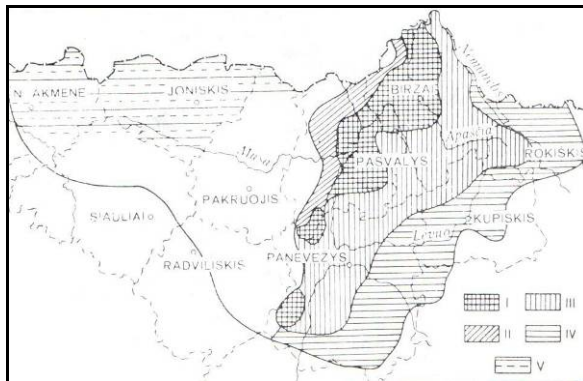 N. AKMENE
JONISKIS
BIRZAI
Nemunelis
Apascia
Musa
PASVALYS
ROKISKIS
PAKRUOJIS
SIAULIAI
KUPISKIS
Levuo
RADVILISKIS
PANEVEZYS
I
III
II
IV
V